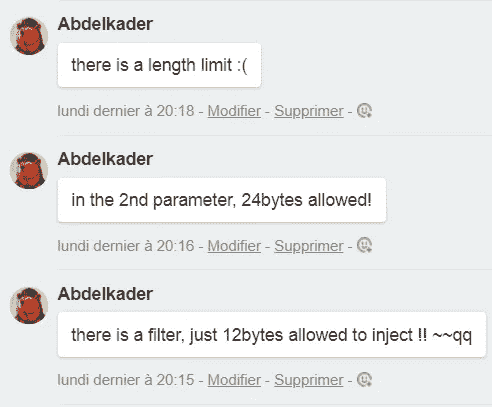 Abdelkader
there is a length limit :(
lundi dernier à 20:18 - Modifier - Supprimer -
Abdelkader
in the 2nd parameter, 24bytes allowed!
lundi dernier à 20:16 - Modifier - Supprimer -
Abdelkader
there is a filter, just 12bytes allowed to inject !! ~~qq
lundi dernier à 20:15 - Modifier - Supprimer -